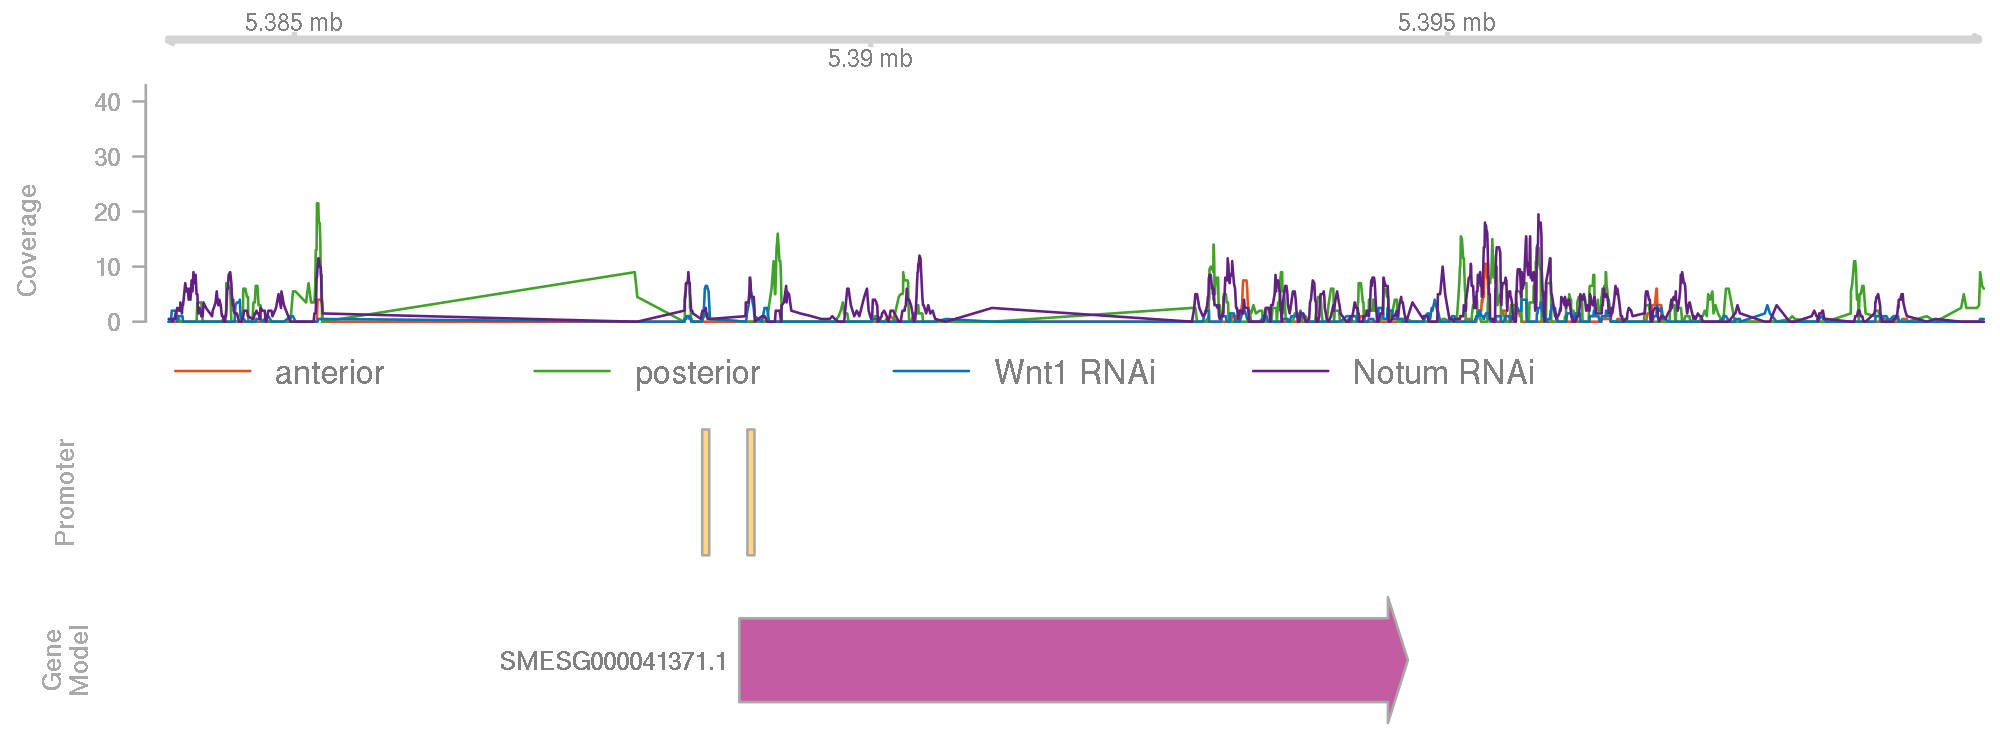 5.385 mb
5.395 mb
5.39 mb
Coverage
40
30
20
10
0
anterior
posterior
Wnt1 RNAi
Notum RNAi
Promoter
Gene
Model
SMESG000041371.1